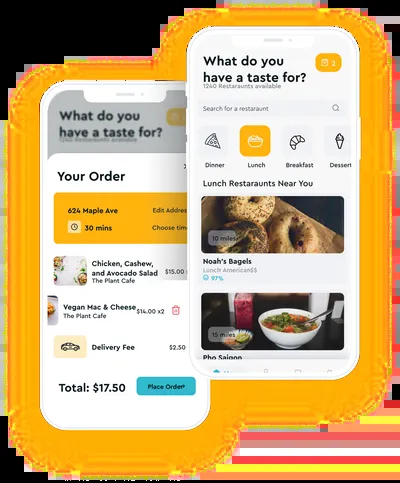 What do you
have a taste for?
1240 Restaraunts available
2
Search for a restaraunt
Dinner
Lunch
Breakfast
Dessert
Lunch Restaraunts Near You
10 miles
Noah's Bagels
Lunch American$$
97%
15 miles
Pho Saigon
What do you
have a taste for?
1240 Restaraunts available
Your Order
624 Maple Ave
Edit Address
30 mins
Choose time
Chicken, Cashew,
and Avocado Salad
The Plant Cafe
$15.00
Vegan Mac & Cheese
The Plant Cafe
$14.00 x2
Delivery Fee
$2.50
Total: $17.50
Place Order